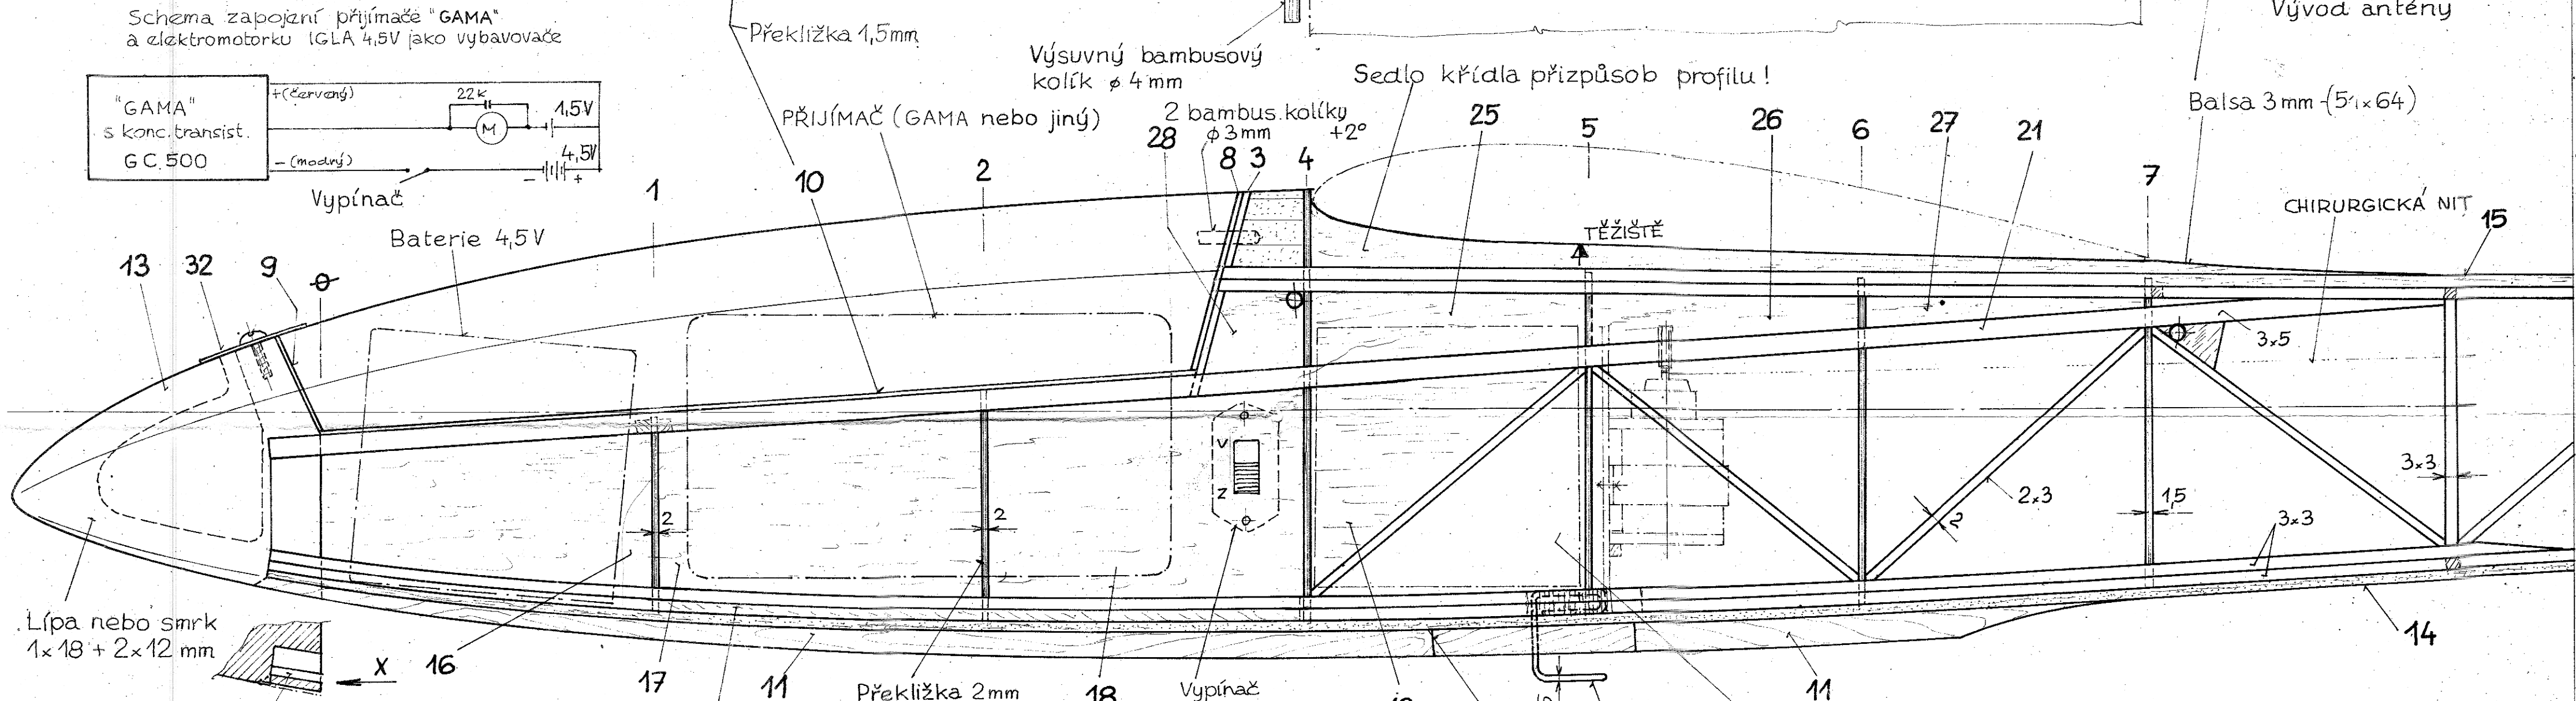 Schema zapojení přijímače "GAMA"
a elektromotorku IGLA 4,5V jako vybavovače
Překližka 1,5mm
Výsuvný bambusový
kolík ø 4 mm
Sedlo křídla přizpůsob profilu!
Vývod antény
Balsa 3 mm
"GAMA"
s konc. transist.
GC 500
+(červený)
22k
M
1,5V
-(modrý)
4,5V
- +
Vypínač
PŘIJÍMAČ (GAMA nebo jiný)
2 bambus. kolíky
ø 3mm
+2°
28
8 3 4
25
5
26
6
27
21
7
1
10
2
CHIRURGICKÁ NIT
15
TĚŽIŠTĚ
Baterie 4,5V
13 32 9 0
3x5
V
Z
2
2
2
2x3
1,5
3x3
3x3
Lípa nebo smrk
1x18 + 2x12 mm
X
16
17
11
Překližka 2mm
18
Vypínač
11
14